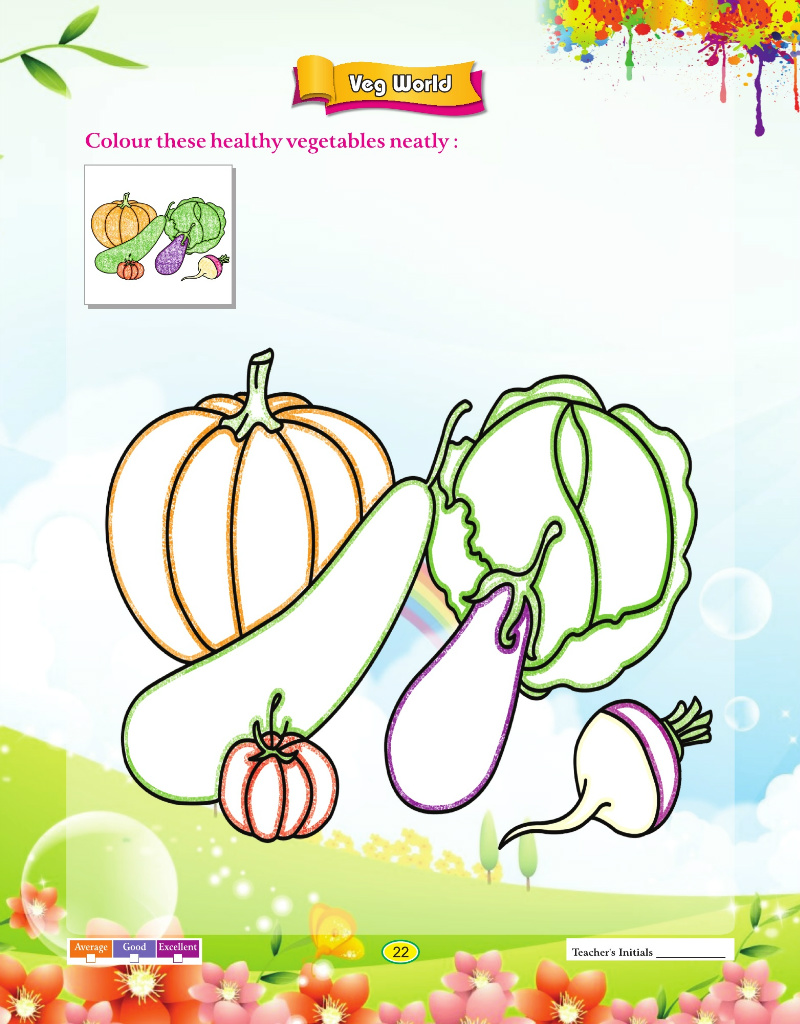 Veg World
Colour these healthy vegetables neatly :
Average Good Excellent
22
Teacher's Initials